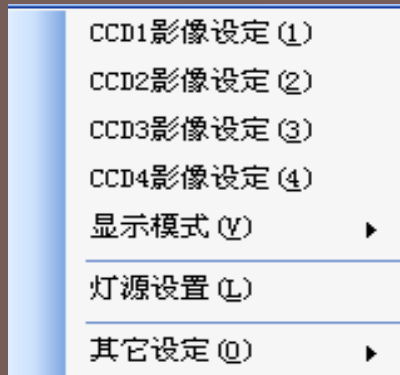 CCD1影像设定(1)
CCD2影像设定(2)
CCD3影像设定(3)
CCD4影像设定(4)
显示模式(V)
灯源设置(L)
其它设定(O)